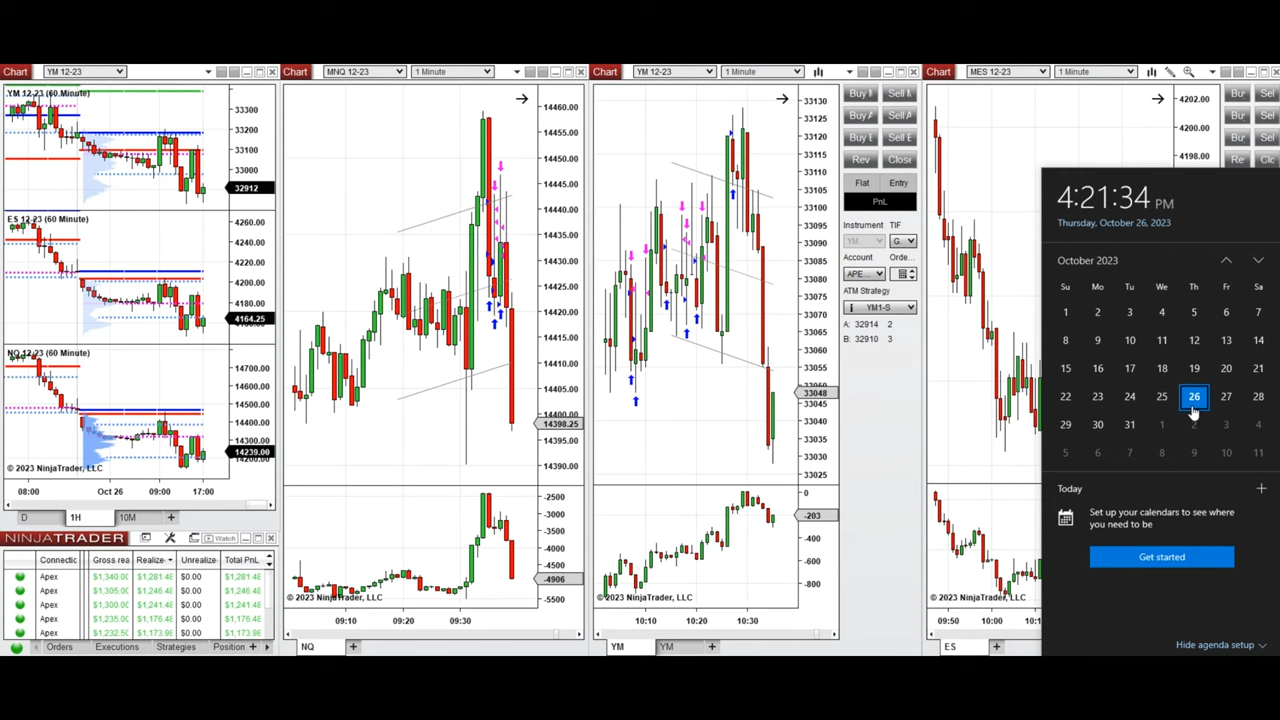 Chart YM 12-23
YM 12-23 (60 Minute)
33300
33200
33100
33000
32912
ES 12-23 (60 Minute)
4260.00
4240.00
4220.00
4200.00
4180.00
4164.25
NQ 12-23 (60 Minute)
14700.00
14600.00
14500.00
14400.00
14300.00
14239.00
14200.00
© 2023 NinjaTrader, LLC
08:00 Oct 26 09:00 17:00
D 1H 10M +
NINJATRADER Watch
Connectic Gross rea Realize Unrealize Total PnL
Apex $1,340.00 $1,281.48 $0.00 $1,281.48
Apex $1,305.00 $1,246.48 $0.00 $1,246.48
Apex $1,300.00 $1,241.48 $0.00 $1,241.48
Apex $1,235.00 $1,176.48 $0.00 $1,176.48
Apex $1,232.50 $1,173.98 $0.00 $1,173.98
Orders Executions Strategies Position +
Chart MNQ 12-23 1 Minute
14460.00
14455.00
14450.00
14445.00
14440.00
14435.00
14430.00
14425.00
14420.00
14415.00
14410.00
14405.00
14400.00
14398.25
14395.00
14390.00
-2500
-3000
-3500
-4000
-4500
-4906
-5500
© 2023 NinjaTrader, LLC
09:10 09:20 09:30
NQ +
Chart YM 12-23 1 Minute
33130
33120
33115
33105
33100
33090
33080
33075
33065
33060
33050
33048
33045
33035
33025
0
-203
-400
-600
-800
© 2023 NinjaTrader, LLC
10:10 10:20 10:30
YM YM +
Buy M Sell M
Buy A Sell A
Buy E Sell E
Rev Close
Flat Entry
PnL
Instrument TIF
YM G...
Account Orde...
APE...
ATM Strategy
YM1-S
A: 32914 2
B: 32910 3
Chart MES 12-23 1 Minute
4202.00
4200.00
4198.00
Bu Sel
Bu Sel
Bu Sel
Re Clo
© 2023 NinjaTrader, LLC
09:50 10:00 10:1
ES +
4:21:34 PM
Thursday, October 26, 2023
October 2023
Su Mo Tu We Th Fr Sa
1 2 3 4 5 6 7
8 9 10 11 12 13 14
15 16 17 18 19 20 21
22 23 24 25 26 27 28
29 30 31 1 2 3 4
5 6 7 8 9 10 11
Today
Set up your calendars to see where
you need to be
Get started
Hide agenda setup